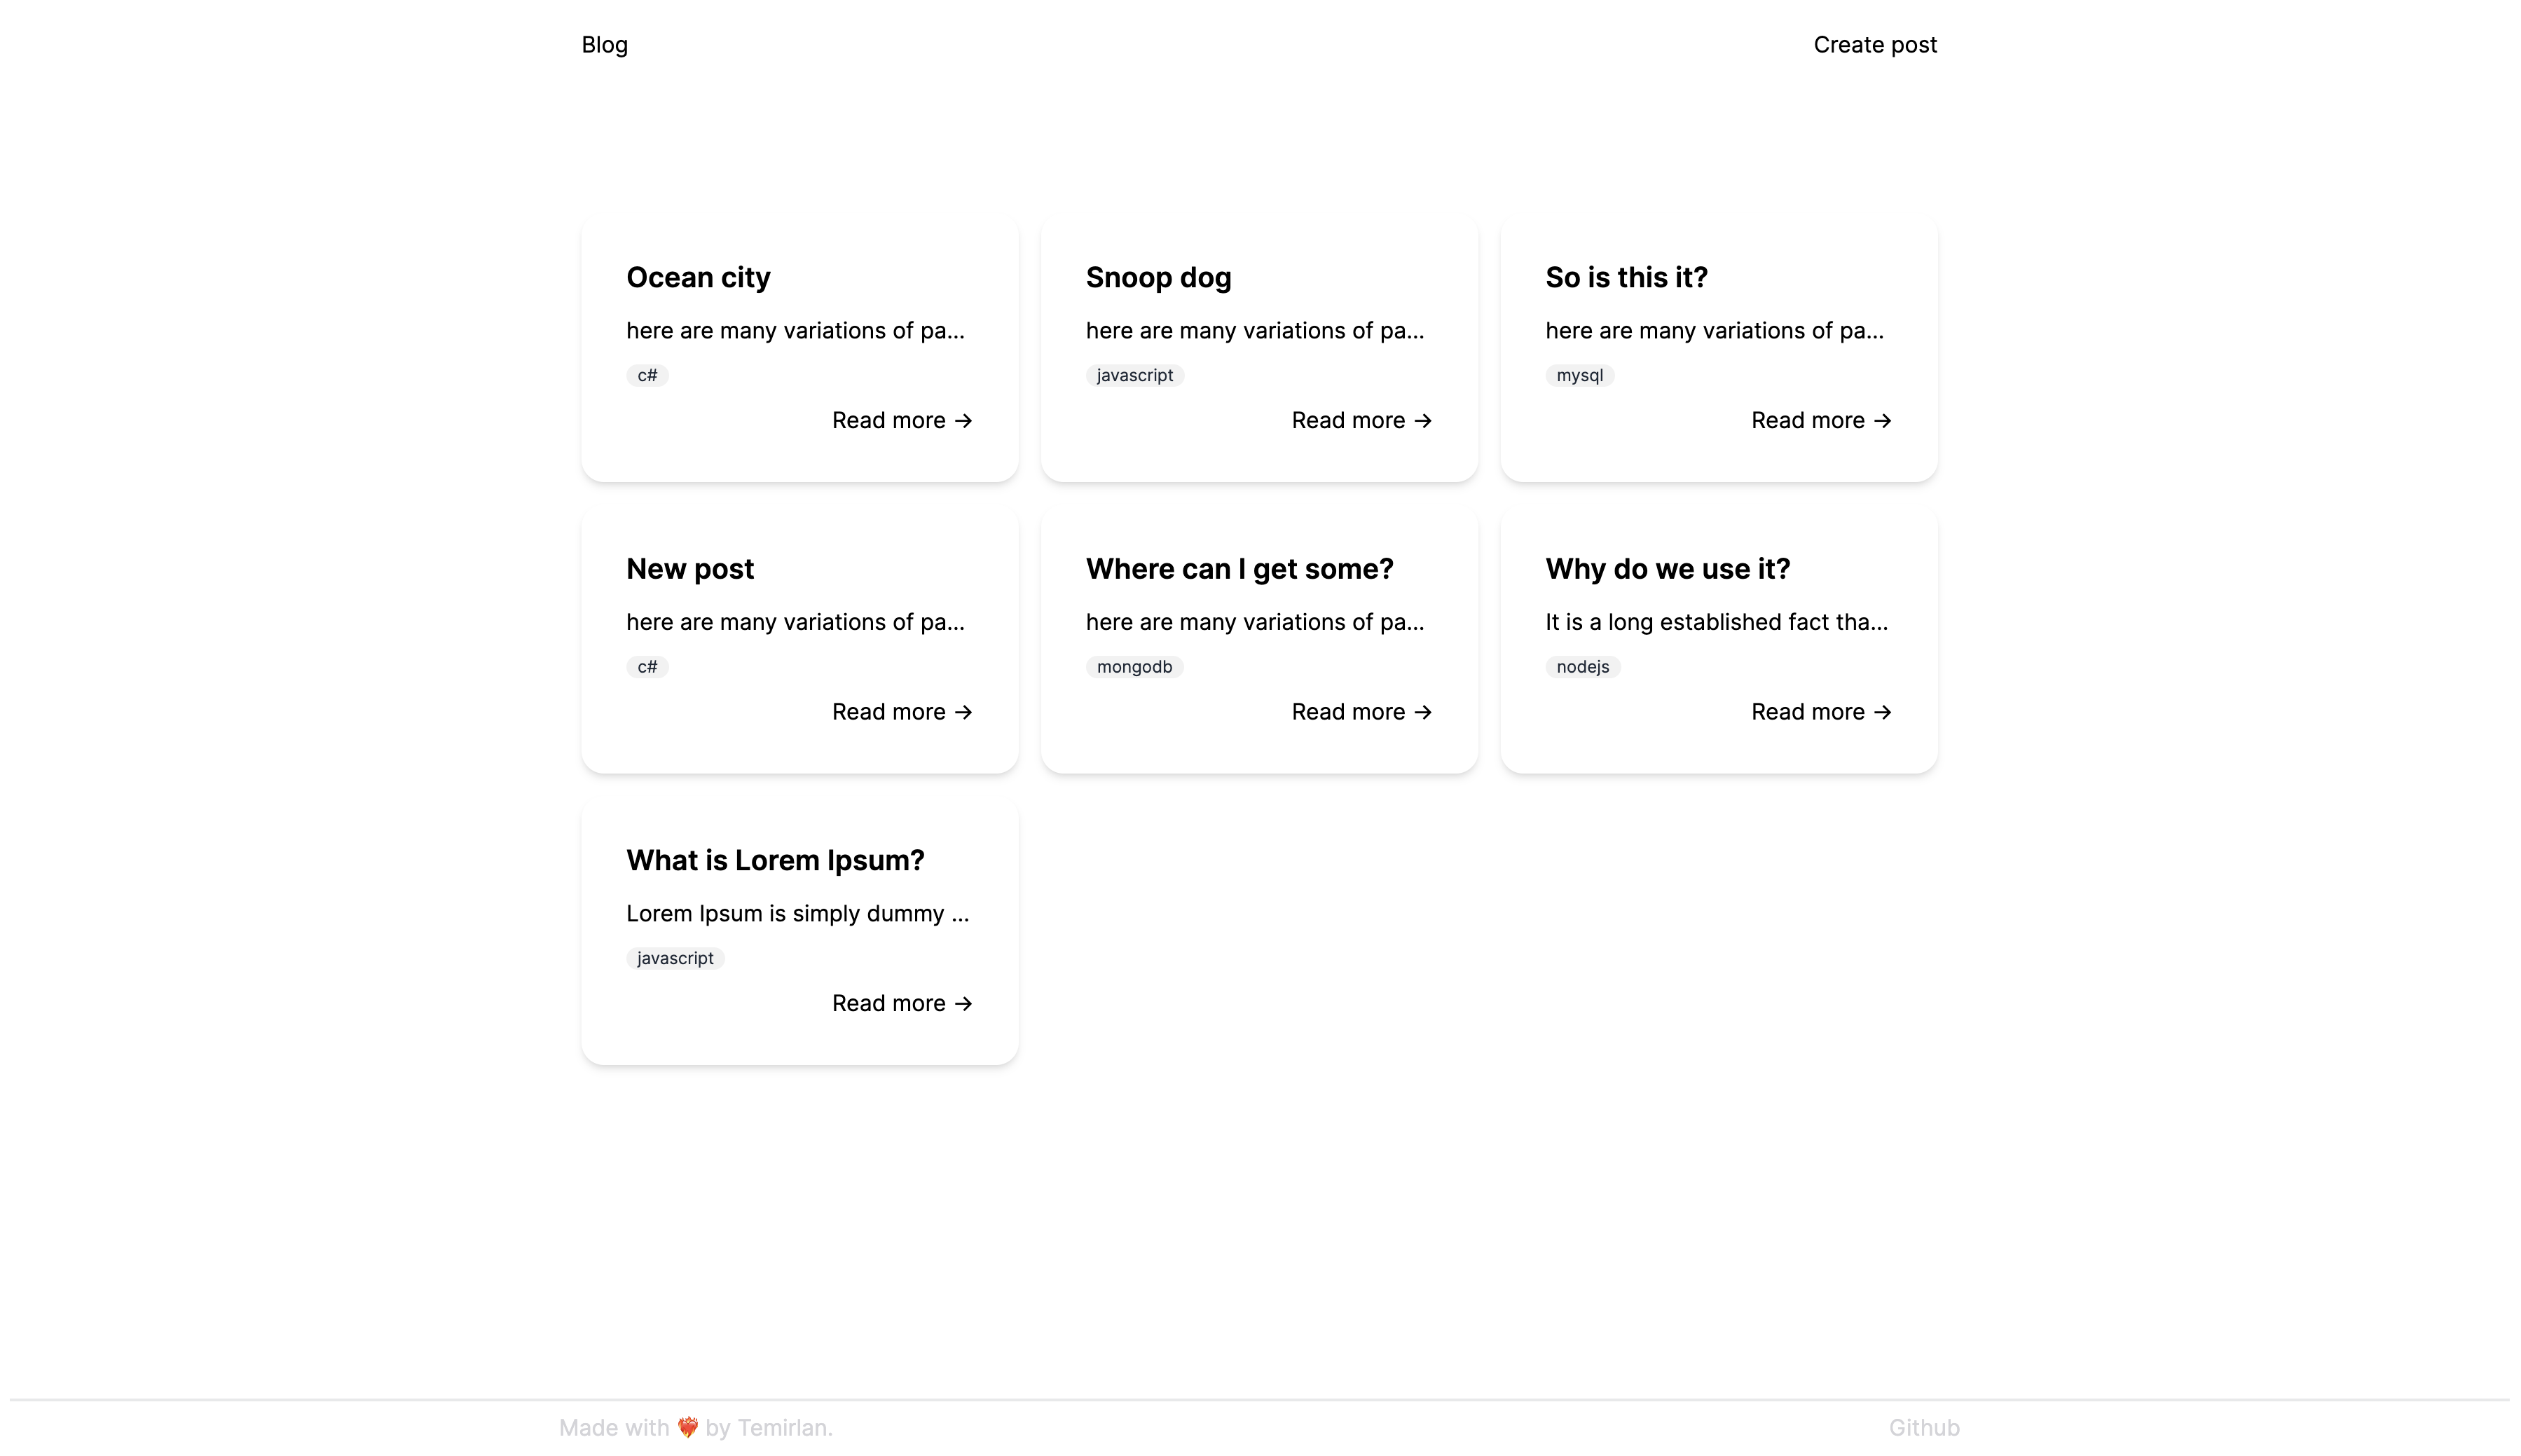 Blog
Create post
Ocean city
here are many variations of pa...
c#
Read more →
Snoop dog
here are many variations of pa...
javascript
Read more →
So is this it?
here are many variations of pa...
mysql
Read more →
New post
here are many variations of pa...
c#
Read more →
Where can I get some?
here are many variations of pa...
mongodb
Read more →
Why do we use it?
It is a long established fact tha...
nodejs
Read more →
What is Lorem Ipsum?
Lorem Ipsum is simply dummy ...
javascript
Read more →
Made with ❤️‍🔥 by Temirlan.
Github